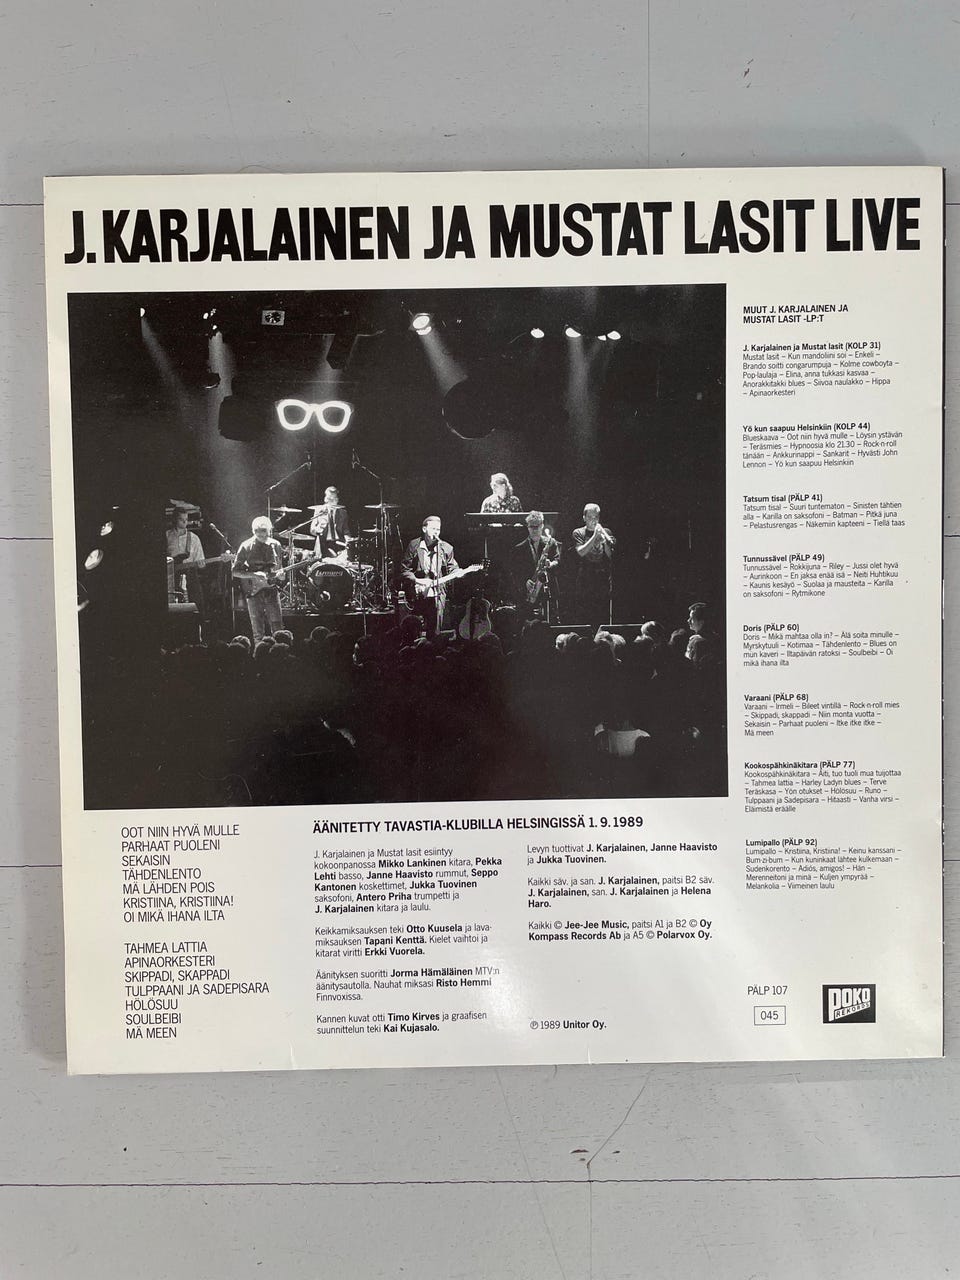 J. KARJALAINEN JA MUSTAT LASIT LIVE
MUUT J. KARJALAINEN JA
MUSTAT LASIT -LP:T
J. Karjalainen ja Mustat lasit (KOLP 31)
Mustat lasit – Kun mandoliini soi – Enkeli –
Brando soitti congarumpuja – Kolme cowboyta –
Pop-laulaja – Elina, anna tukkasi kasvaa –
Anorakkitakki blues – Siivoa naulakko – Hippa
– Apinaorkesteri
Yö kun saapuu Helsinkiin (KOLP 44)
Blueskaava – Oot niin hyvä mulle – Löysin ystävän
– Teräsmies – Hypnoosia klo 21.30 – Rock-n-roll
tänään – Ankkurinappi – Sankarit – Hyvästi John
Lennon – Yö kun saapuu Helsinkiin
Tatsum tisal (PÄLP 41)
Tatsum tisal – Suuri tuntematon – Sinisten tähtien
alla – Karilla on saksofoni – Batman – Pitkä juna
– Pelastusrengas – Näkemiin kapteeni – Tiellä taas
Tunnussävel (PÄLP 49)
Tunnussävel – Rokkijuna – Riley – Jussi olet hyvä
– Aurinkoon – En jaksa enää isä – Neiti Huhtikuu
– Kaunis kesäyö – Suolaa ja mausteita – Karilla
on saksofoni – Rytmikone
Doris (PÄLP 60)
Doris – Mikä mahtaa olla in? – Älä soita minulle –
Myrskytuuli – Kotimaa – Tähdenlento – Blues on
mun kaveri – Iltapäivän ratoksi – Soulbeibi – Oi
mikä ihana ilta
Varaani (PÄLP 68)
Varaani – Irmeli – Bileet vintillä – Rock-n-roll mies
– Skippadi, skappadi – Niin monta vuotta –
Sekaisin – Parhaat puoleni – Itke itke itke –
Mä meen
Kookospähkinäkitara (PÄLP 77)
Kookospähkinäkitara – Äiti, tuo tuoli mua tuijottaa
– Tahmea lattia – Harley Ladyn blues – Terve
Teräskasa – Yön otukset – Hölösuu – Runo –
Tulppaani ja Sadepisara – Hitaasti – Vanha virsi –
Eläimistä eräälle
Lumipallo (PÄLP 92)
Lumipallo – Kristiina, Kristiina! – Keinu kanssani –
Bum-zi-bum – Kun kuninkaat lähtee kulkemaan –
Sudenkorento – Adiós, amigos! – Hän –
Merenneitoni ja minä – Kuljen ympyrää –
Melankolia – Viimeinen laulu
OOT NIIN HYVÄ MULLE
PARHAAT PUOLENI
SEKAISIN
TÄHDENLENTO
MÄ LÄHDEN POIS
KRISTIINA, KRISTIINA!
OI MIKÄ IHANA ILTA
TAHMEA LATTIA
APINAORKESTERI
SKIPPADI, SKAPPADI
TULPPAANI JA SADEPISARA
HÖLÖSUU
SOULBEIBI
MÄ MEEN
ÄÄNITETTY TAVASTIA-KLUBILLA HELSINGISSÄ 1.9.1989
J. Karjalainen ja Mustat lasit esiintyy
kokoonpanossa Mikko Lankinen kitara, Pekka
Lehti basso, Janne Haavisto rummut, Seppo
Kantonen koskettimet, Jukka Tuovinen
saksofoni, Antero Priha trumpetti ja
J. Karjalainen kitara ja laulu.
Keikkamiksauksen teki Otto Kuusela ja lava-
miksauksen Tapani Kenttä. Kielet vaihtoi ja
kitarat viritti Erkki Vuorela.
Äänityksen suoritti Jorma Hämäläinen MTV:n
äänitysautolla. Nauhat miksasi Risto Hemmi
Finnvoxissa.
Kannen kuvat otti Timo Kirves ja graafisen
suunnittelun teki Kai Kujasalo.
Levyn tuottivat J. Karjalainen, Janne Haavisto
ja Jukka Tuovinen.
Kaikki säv. ja san. J. Karjalainen, paitsi B2 säv.
J. Karjalainen, san. J. Karjalainen ja Helena
Haro.
Kaikki © Jee-Jee Music, paitsi A1 ja B2 © Oy
Kompass Records Ab ja A5 © Polarvox Oy.
℗ 1989 Unitor Oy.
PÄLP 107
045
POKO
REKORDS